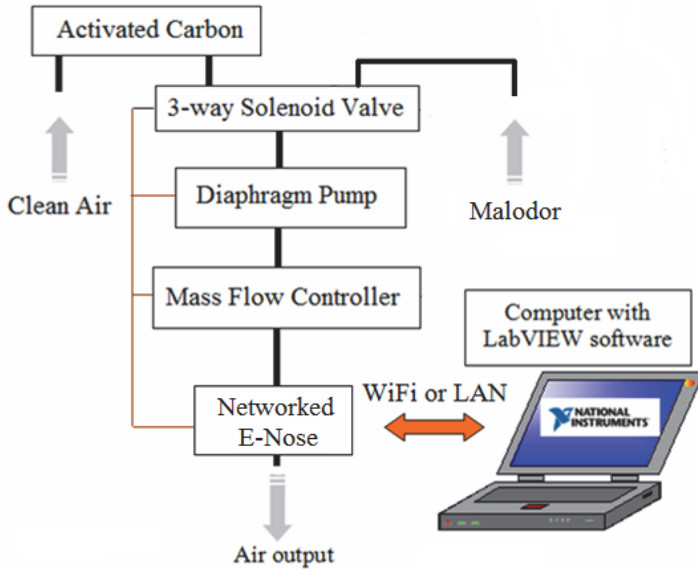 Activated Carbon
3-way Solenoid Valve
Clean Air
Diaphragm Pump
Malodor
Mass Flow Controller
Computer with
LabVIEW software
Networked
E-Nose
WiFi or LAN
NATIONAL
INSTRUMENTS
Air output